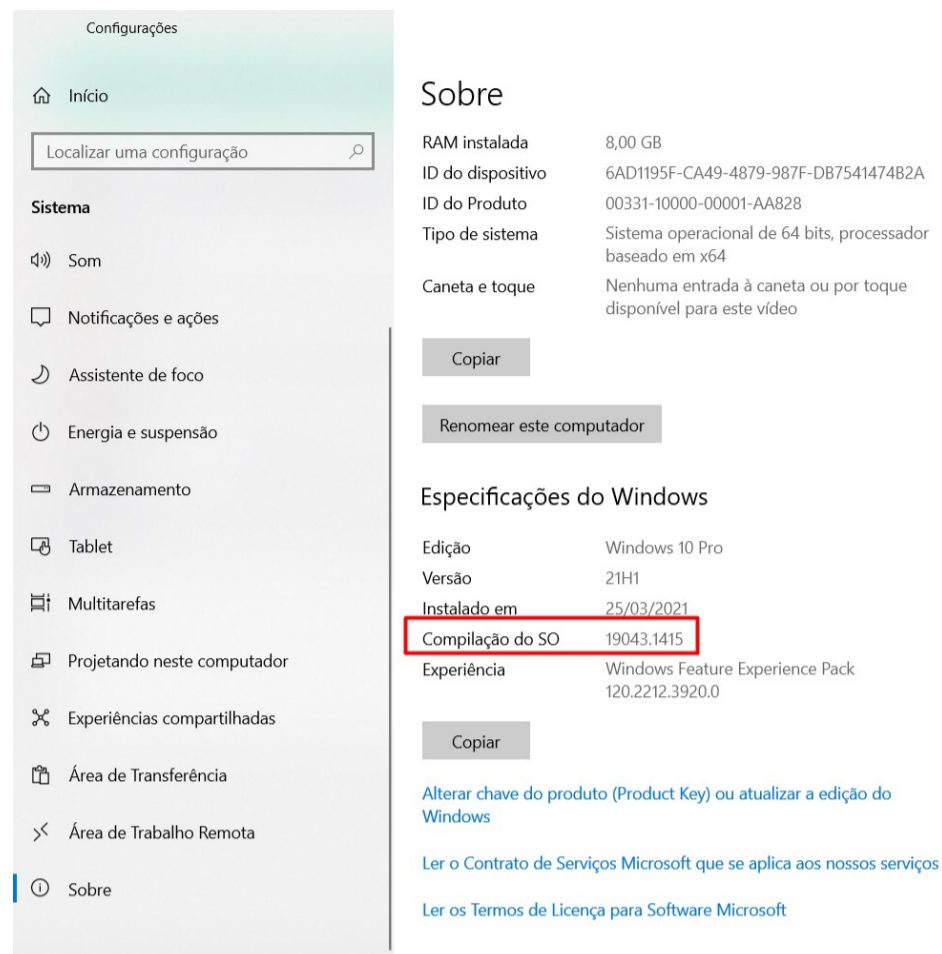 Configurações
Início
Localizar uma configuração
Sistema
Som
Notificações e ações
Assistente de foco
Energia e suspensão
Armazenamento
Tablet
Multitarefas
Projetando neste computador
Experiências compartilhadas
Área de Transferência
Área de Trabalho Remota
Sobre
Sobre
RAM instalada 8,00 GB
ID do dispositivo 6AD1195F-CA49-4879-987F-DB7541474B2A
ID do Produto 00331-10000-00001-AA828
Tipo de sistema Sistema operacional de 64 bits, processador
baseado em x64
Caneta e toque Nenhuma entrada à caneta ou por toque
disponível para este vídeo
Copiar
Renomear este computador
Especificações do Windows
Edição Windows 10 Pro
Versão 21H1
Instalado em 25/03/2021
Compilação do SO 19043.1415
Experiência Windows Feature Experience Pack
120.2212.3920.0
Copiar
Alterar chave do produto (Product Key) ou atualizar a edição do
Windows
Ler o Contrato de Serviços Microsoft que se aplica aos nossos serviços
Ler os Termos de Licença para Software Microsoft